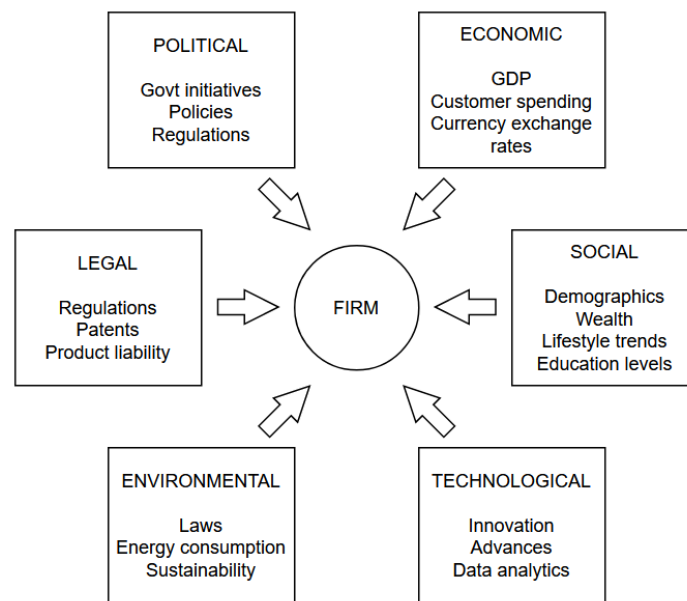 POLITICAL
Govt initiatives
Policies
Regulations
ECONOMIC
GDP
Customer spending
Currency exchange
rates
LEGAL
Regulations
Patents
Product liability
FIRM
SOCIAL
Demographics
Wealth
Lifestyle trends
Education levels
ENVIRONMENTAL
Laws
Energy consumption
Sustainability
TECHNOLOGICAL
Innovation
Advances
Data analytics